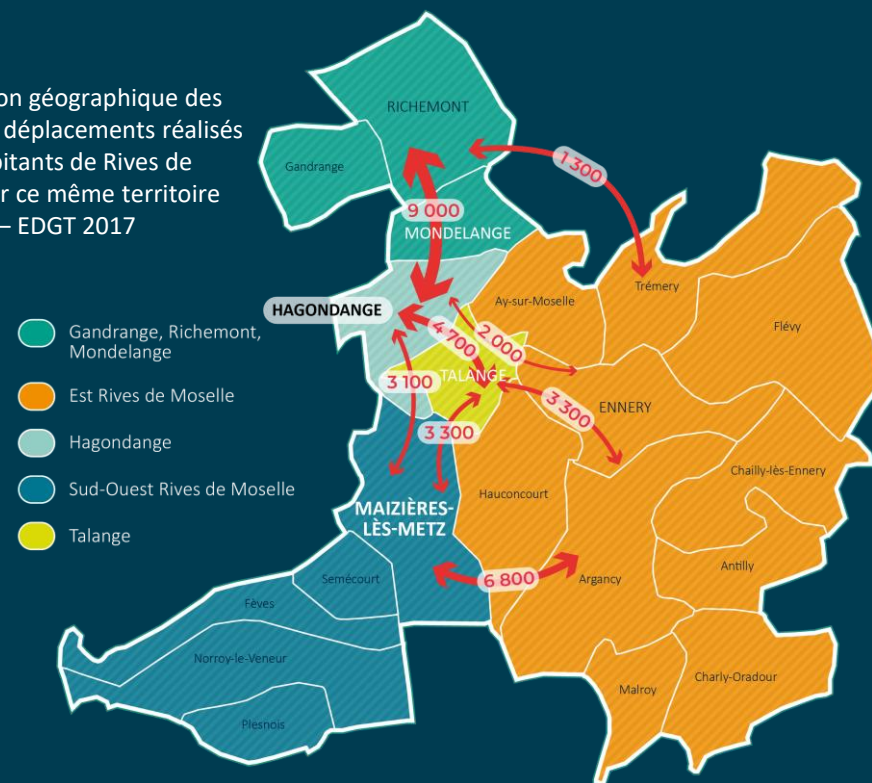 on géographique des
déplacements réalisés
bitants de Rives de
r ce même territoire
– EDGT 2017
Gandrange, Richemont,
Mondelange
Est Rives de Moselle
Hagondange
Sud-Ouest Rives de Moselle
Talange
RICHEMONT
Gandrange
1 300
9 000
MONDELANGE
HAGONDANGE
Ay-sur-Moselle
Trémery
Flévy
4 700
2 000
TALANGE
3 100
ENNERY
3 300
3 300
Chailly-lès-Ennery
Hauconcourt
MAIZIÈRES-
LÈS-METZ
Semécourt
6 800
Argancy
Antilly
Fèves
Norroy-le-Veneur
Plesnois
Malroy
Charly-Oradour